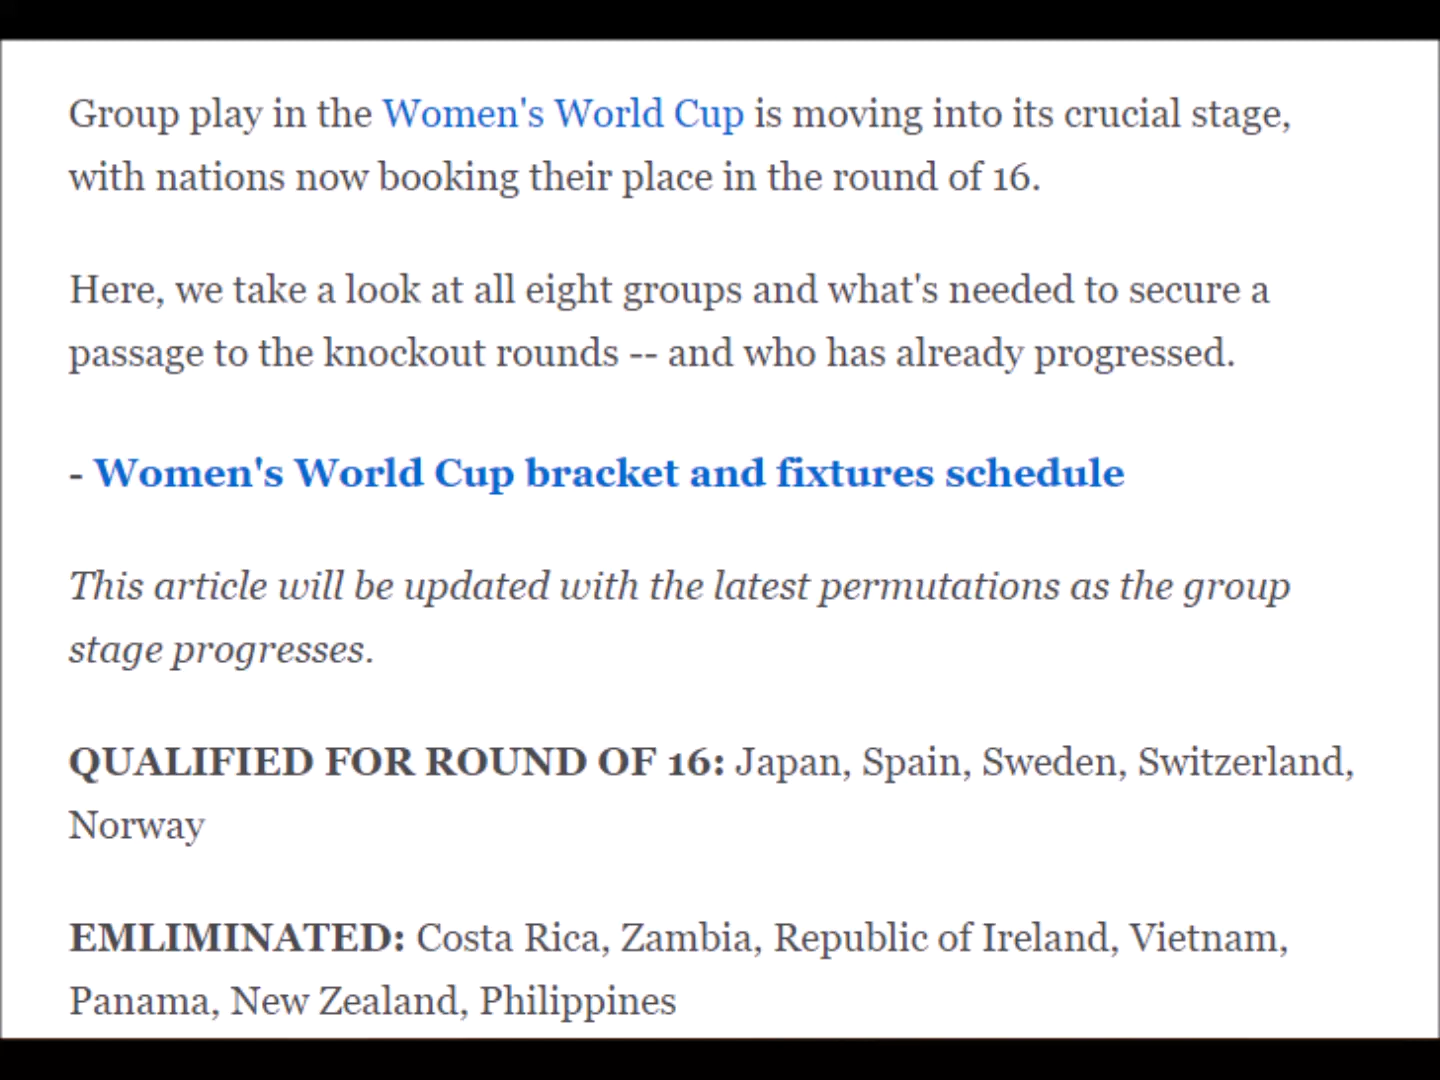 Group play in the Women's World Cup is moving into its crucial stage,
with nations now booking their place in the round of 16.
Here, we take a look at all eight groups and what's needed to secure a
passage to the knockout rounds -- and who has already progressed.
- Women's World Cup bracket and fixtures schedule
This article will be updated with the latest permutations as the group
stage progresses.
QUALIFIED FOR ROUND OF 16: Japan, Spain, Sweden, Switzerland,
Norway
EMLIMINATED: Costa Rica, Zambia, Republic of Ireland, Vietnam,
Panama, New Zealand, Philippines